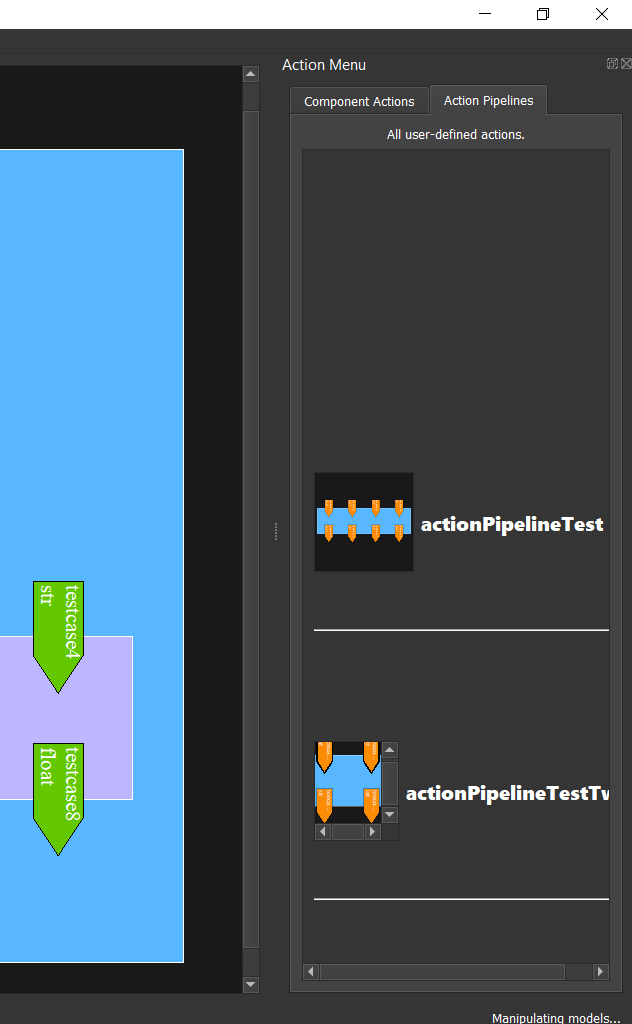 Action Menu
Component Actions
Action Pipelines
All user-defined actions.
actionPipelineTest
testcase4
str
testcase8
float
actionPipelineTestTw
Manipulating models...